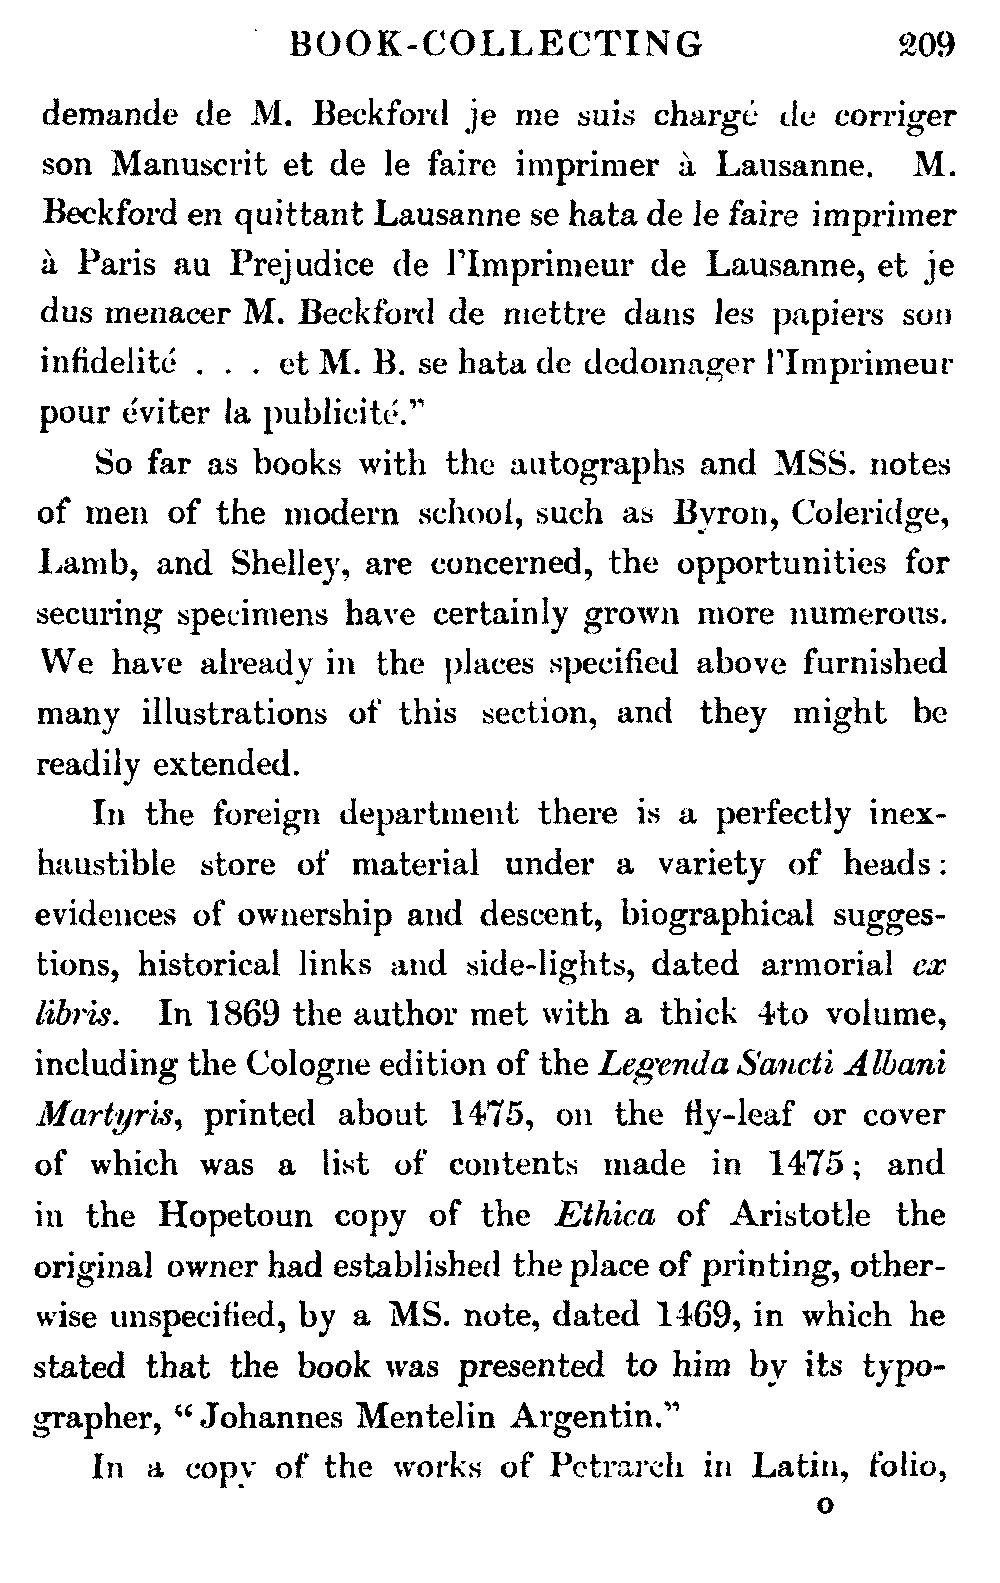 BOOK-COLLECTING 209
demande de M. Beckford je me suis chargé de corriger
son Manuscrit et de le faire imprimer à Lausanne. M.
Beckford en quittant Lausanne se hata de le faire imprimer
à Paris au Prejudice de l'Imprimeur de Lausanne, et je
dus menacer M. Beckford de mettre dans les papiers son
infidelité . . . et M. B. se hata de dedomager l'Imprimeur
pour éviter la publicité."
So far as books with the autographs and MSS. notes
of men of the modern school, such as Byron, Coleridge,
Lamb, and Shelley, are concerned, the opportunities for
securing specimens have certainly grown more numerous.
We have already in the places specified above furnished
many illustrations of this section, and they might be
readily extended.
In the foreign department there is a perfectly inex-
haustible store of material under a variety of heads:
evidences of ownership and descent, biographical sugges-
tions, historical links and side-lights, dated armorial ex
libris. In 1869 the author met with a thick 4to volume,
including the Cologne edition of the Legenda Sancti Albani
Martyris, printed about 1475, on the fly-leaf or cover
of which was a list of contents made in 1475; and
in the Hopetoun copy of the Ethica of Aristotle the
original owner had established the place of printing, other-
wise unspecified, by a MS. note, dated 1469, in which he
stated that the book was presented to him by its typo-
grapher, "Johannes Mentelin Argentin."
In a copy of the works of Petrarch in Latin, folio,
O